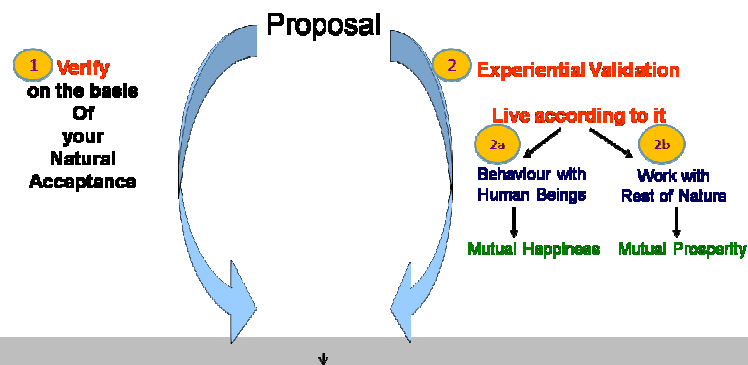 Proposal
1 Verify
on the basis
Of
your
Natural
Acceptance
2 Experiential Validation
Live according to it
2a
Behaviour with
Human Beings
Mutual Happiness
2b
Work with
Rest of Nature
Mutual Prosperity